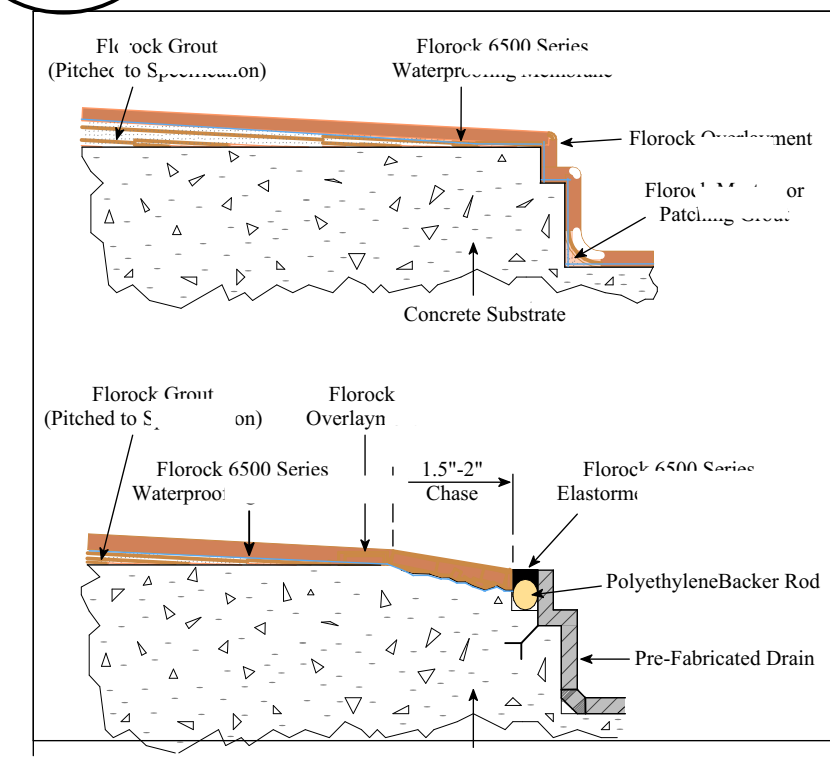 Florock Grout
(Pitched to Specification)
Florock 6500 Series
Waterproofing Membrane
Florock Overlayment
Florock or
Patching Grout
Concrete Substrate
Florock Grout
(Pitched to
Florock
Florock 6500 Series
1.5"-2"
Chase
Florock 6500 Series
PolyethyleneBacker Rod
Pre-Fabricated Drain